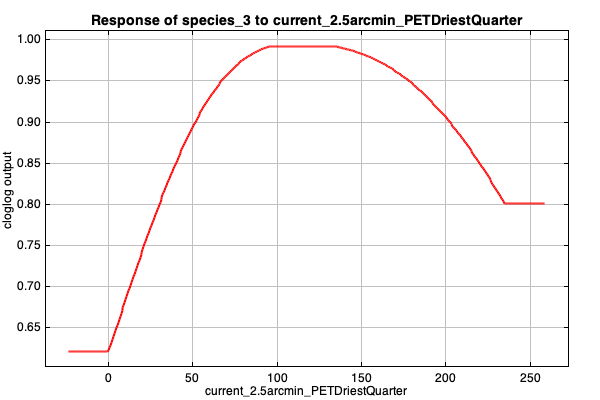 Response of species_3 to current_2.5arcmin_PETDriestQuarter
1.00
0.95
0.90
0.85
0.80
0.75
0.70
0.65
cloglog output
0 50 100 150 200 250
current_2.5arcmin_PETDriestQuarter